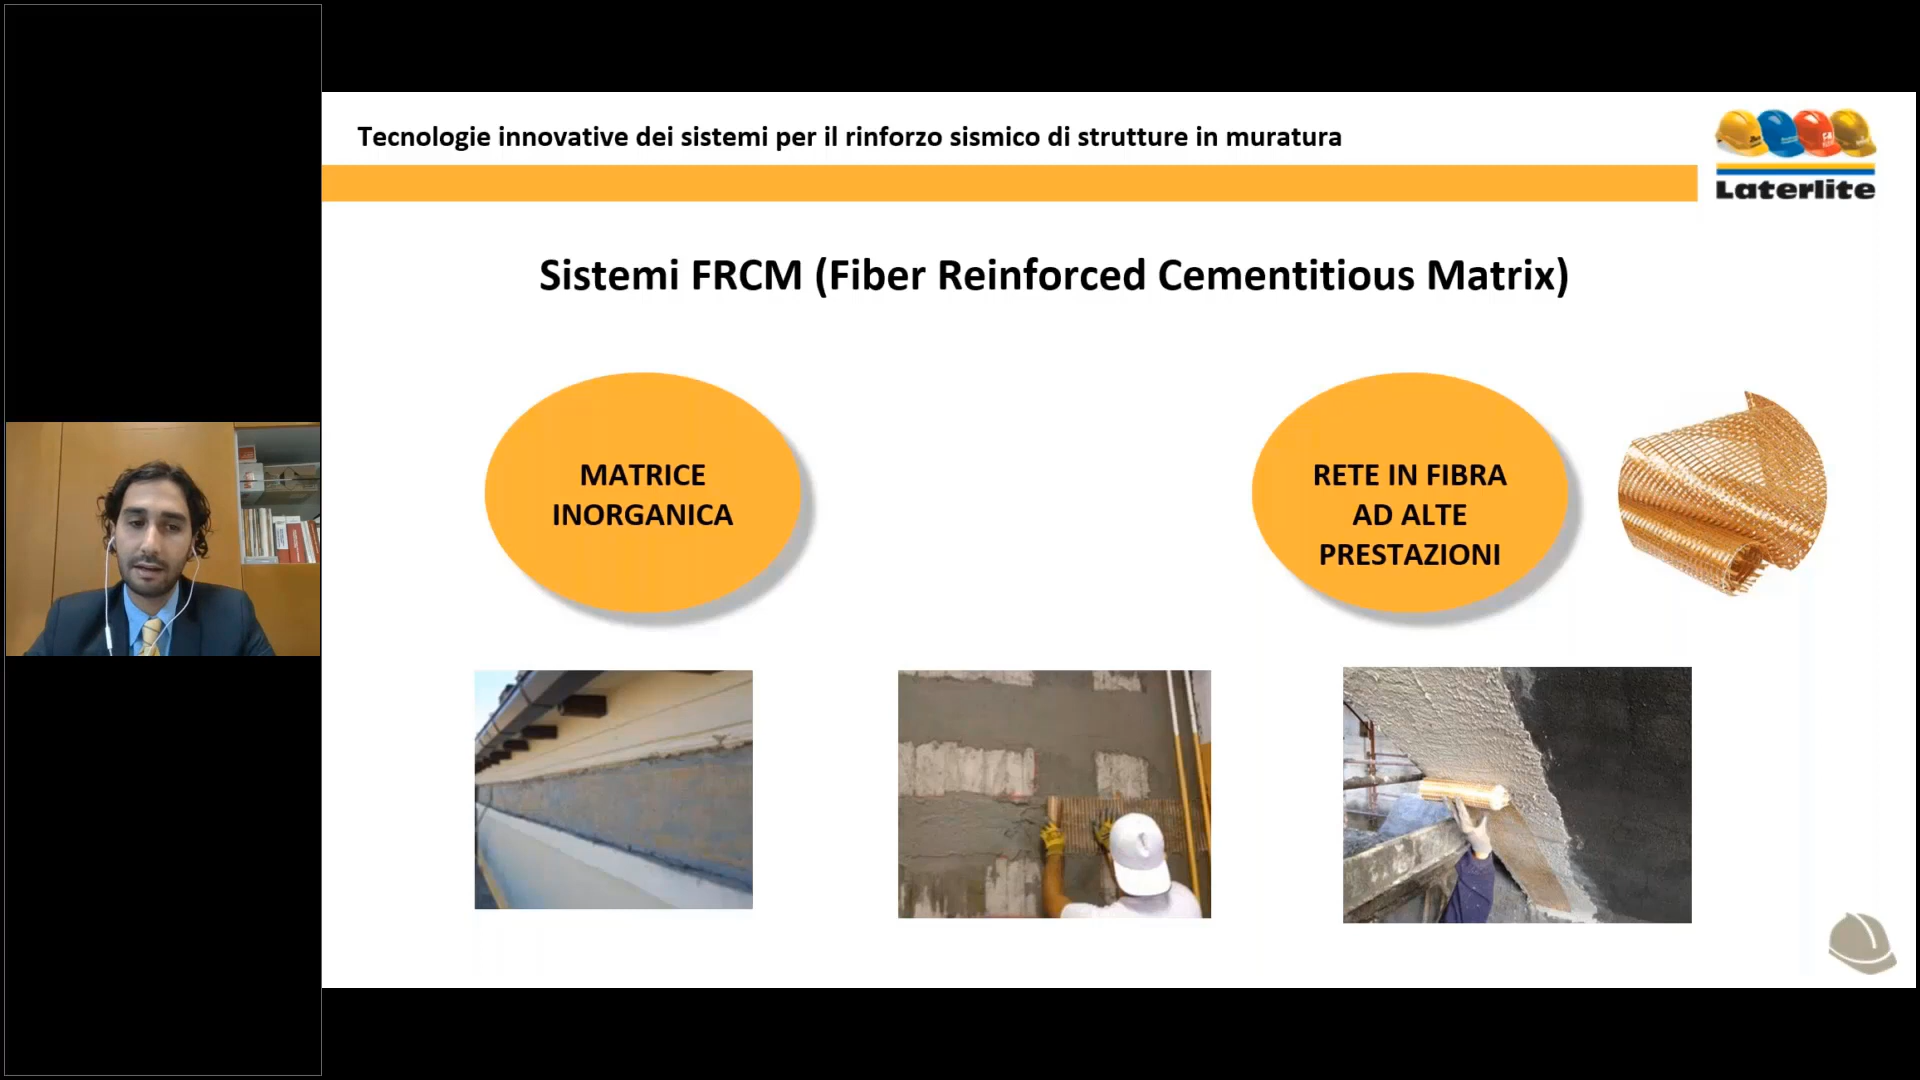 Tecnologie innovative dei sistemi per il rinforzo sismico di strutture in muratura
Laterlite
Sistemi FRCM (Fiber Reinforced Cementitious Matrix)
MATRICE
INORGANICA
RETE IN FIBRA
AD ALTE
PRESTAZIONI